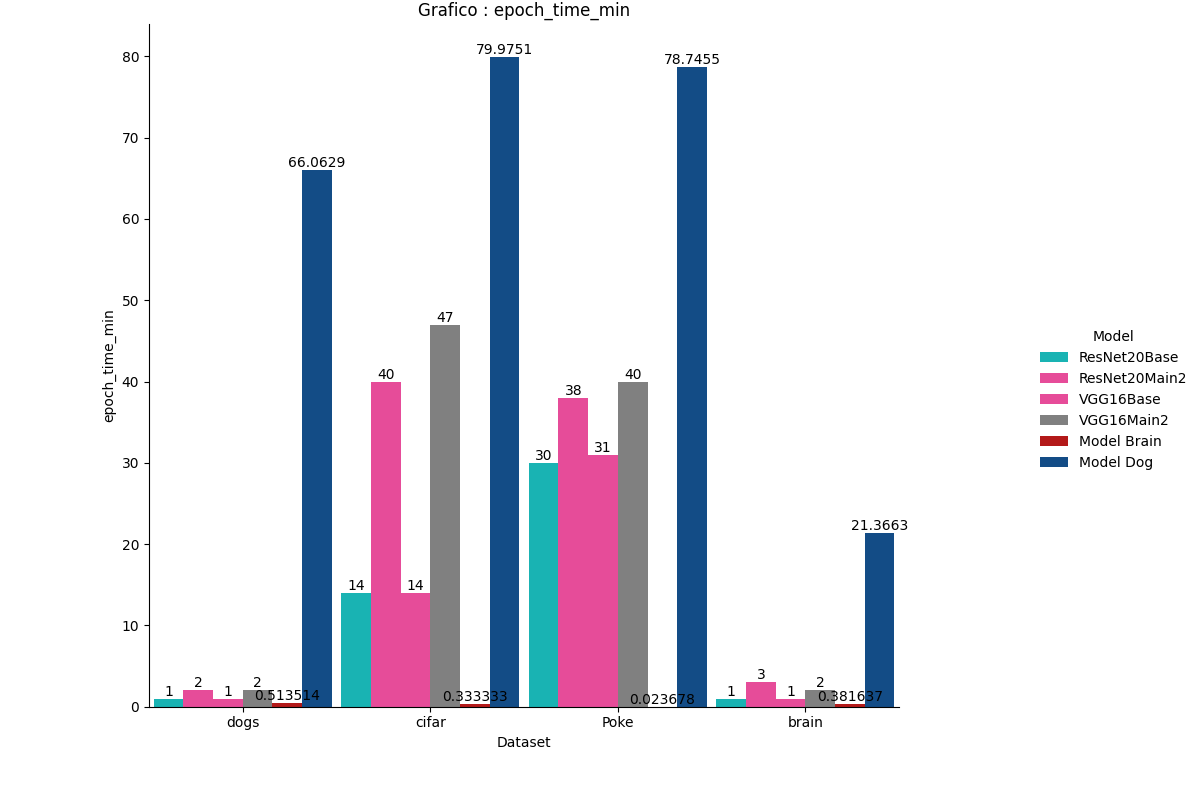 Grafico : epoch_time_min
epoch_time_min
80
70
60
50
40
30
20
10
0
1
2
1
2
0.513514
66.0629
14
40
14
47
0.333333
79.9751
30
38
31
40
0.023678
78.7455
1
3
1
2
0.381637
21.3663
dogs
cifar
Poke
brain
Dataset
Model
ResNet20Base
ResNet20Main2
VGG16Base
VGG16Main2
Model Brain
Model Dog